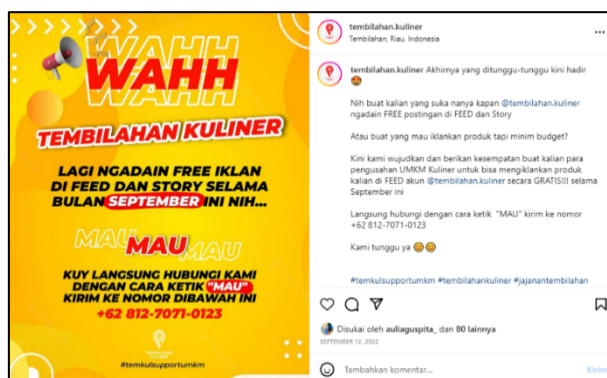 WAHH
WAHH
WAHH
TEMBILAHAN KULINER
LAGI NGADAIN FREE IKLAN
DI FEED DAN STORY SELAMA
BULAN SEPTEMBER INI NIH...
MAU MAU MAU
KUY LANGSUNG HUBUNGI KAMI
DENGAN CARA KETIK "MAU"
KIRIM KE NOMOR DIBAWAH INI
+62 812-7071-0123
#temkulsupportumkm
tembilahan.kuliner
Tembilahan, Riau, Indonesia
tembilahan.kuliner Akhirnya yang ditunggu-tunggu kini hadir
🤩
Nih buat kalian yang suka nanya kapan @tembilahan.kuliner
ngadain FREE postingan di FEED dan Story
Atau buat yang mau iklankan produk tapi minim budget?
Kini kami wujudkan dan berikan kesempatan buat kalian para
pengusahan UMKM Kuliner untuk bisa mengiklankan produk
kalian di FEED akun @tembilahan.kuliner secara GRATIS!!! selama
September ini
Langsung hubungi dengan cara ketik "MAU" kirim ke nomor
+62 812-7071-0123
Kami tunggu ya 😊😊
#temkulsupportumkm #tembilahankuliner #jajanantembilahan
Disukai oleh auliaguspita_ dan 80 lainnya
SEPTEMBER 12, 2022
Tambahkan komentar...
Kirim